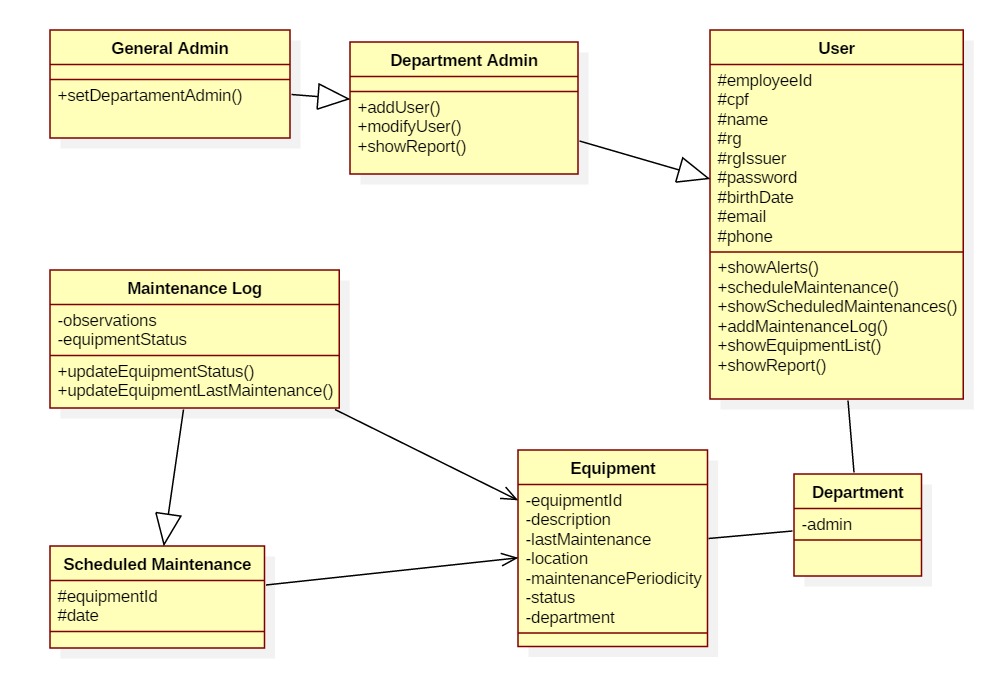 General Admin
+setDepartamentAdmin()
Department Admin
+addUser()
+modifyUser()
+showReport()
User
#employeeId
#cpf
#name
#rg
#rgIssuer
#password
#birthDate
#email
#phone
+showAlerts()
+scheduleMaintenance()
+showScheduledMaintenances()
+addMaintenanceLog()
+showEquipmentList()
+showReport()
Maintenance Log
-observations
-equipmentStatus
+updateEquipmentStatus()
+updateEquipmentLastMaintenance()
Equipment
-equipmentId
-description
-lastMaintenance
-location
-maintenancePeriodicity
-status
-department
Department
-admin
Scheduled Maintenance
#equipmentId
#date